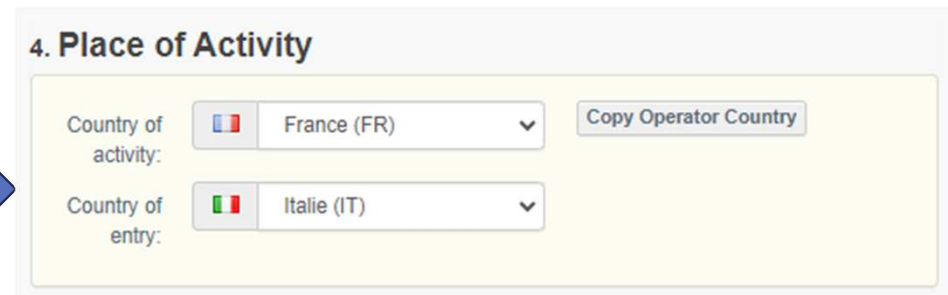 4. Place of Activity
Country of activity:
France (FR)
Copy Operator Country
Country of entry:
Italie (IT)